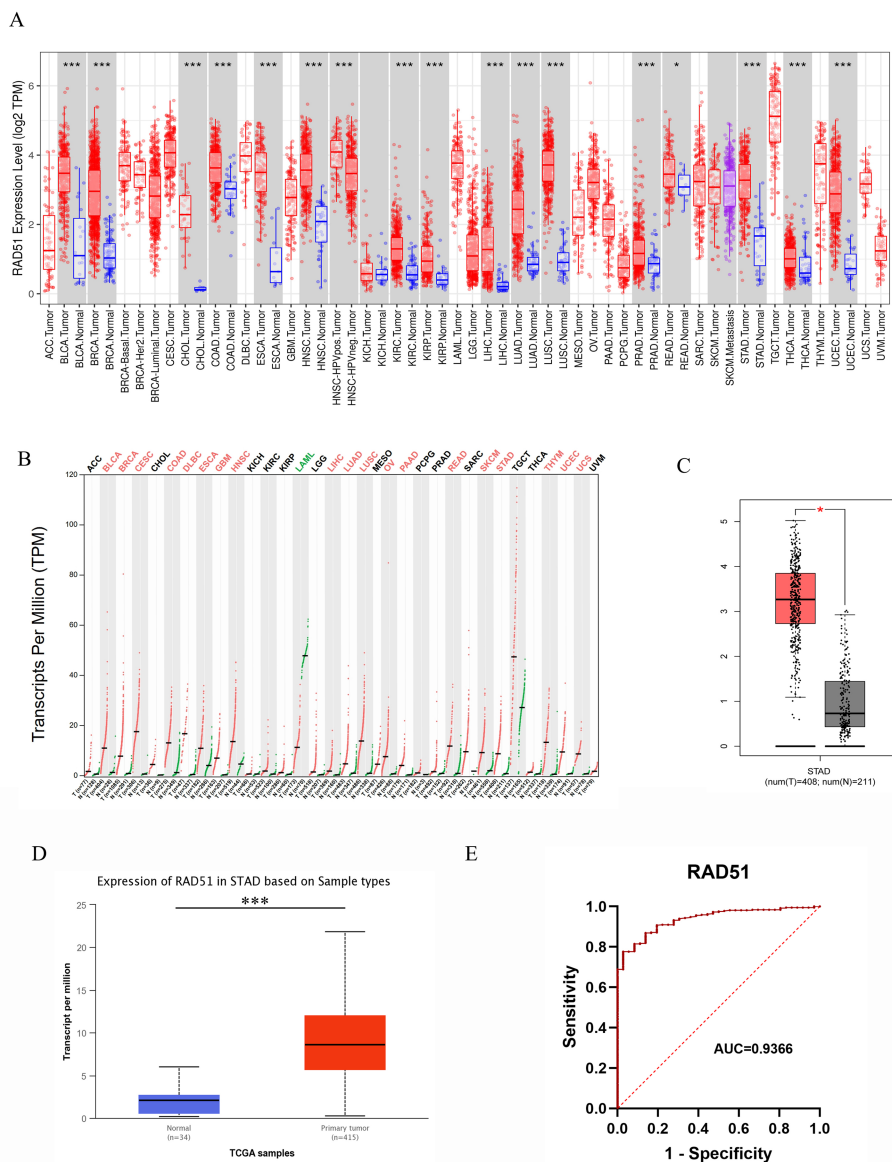 A
RAD51 Expression Level (log2 TPM)
6
4
2
0
*** *** *** *** *** *** *** *** *** *** *** *** *** * *** *** ***
ACC.Tumor
BLCA.Tumor
BLCA.Normal
BRCA.Tumor
BRCA.Normal
BRCA-Basal.Tumor
BRCA-Her2.Tumor
BRCA-Luminal.Tumor
CESC.Tumor
CHOL.Tumor
CHOL.Normal
COAD.Tumor
COAD.Normal
DLBC.Tumor
ESCA.Tumor
ESCA.Normal
GBM.Tumor
HNSC.Tumor
HNSC.Normal
HNSC-HPVpos.Tumor
HNSC-HPVneg.Tumor
KICH.Tumor
KICH.Normal
KIRC.Tumor
KIRC.Normal
KIRP.Tumor
KIRP.Normal
LAML.Tumor
LGG.Tumor
LIHC.Tumor
LIHC.Normal
LUAD.Tumor
LUAD.Normal
LUSC.Tumor
LUSC.Normal
MESO.Tumor
OV.Tumor
PAAD.Tumor
PCPG.Tumor
PRAD.Tumor
PRAD.Normal
READ.Tumor
READ.Normal
SARC.Tumor
SKCM.Tumor
SKCM.Metastasis
STAD.Tumor
STAD.Normal
TGCT.Tumor
THCA.Tumor
THCA.Normal
THYM.Tumor
UCEC.Tumor
UCEC.Normal
UCS.Tumor
UVM.Tumor
B
ACC BLCA BRCA CESC CHOL COAD DLBC ESCA GBM HNSC KICH KIRC KIRP LAML LGG LIHC LUAD LUSC MESO OV PAAD PCPG PRAD READ SARC SKCM STAD TGCT THCA THYM UCEC UCS UVM
Transcripts Per Million (TPM)
120
100
80
60
40
20
0
C
*
5
4
3
2
1
0
STAD
(num(T)=408; num(N)=211)
D
Expression of RAD51 in STAD based on Sample types
***
Transcript per million
25
20
15
10
5
0
Normal
(n=34)
Primary tumor
(n=415)
TCGA samples
E
RAD51
Sensitivity
1.0
0.8
0.6
0.4
0.2
0.0
AUC=0.9366
0.0 0.2 0.4 0.6 0.8 1.0
1 - Specificity